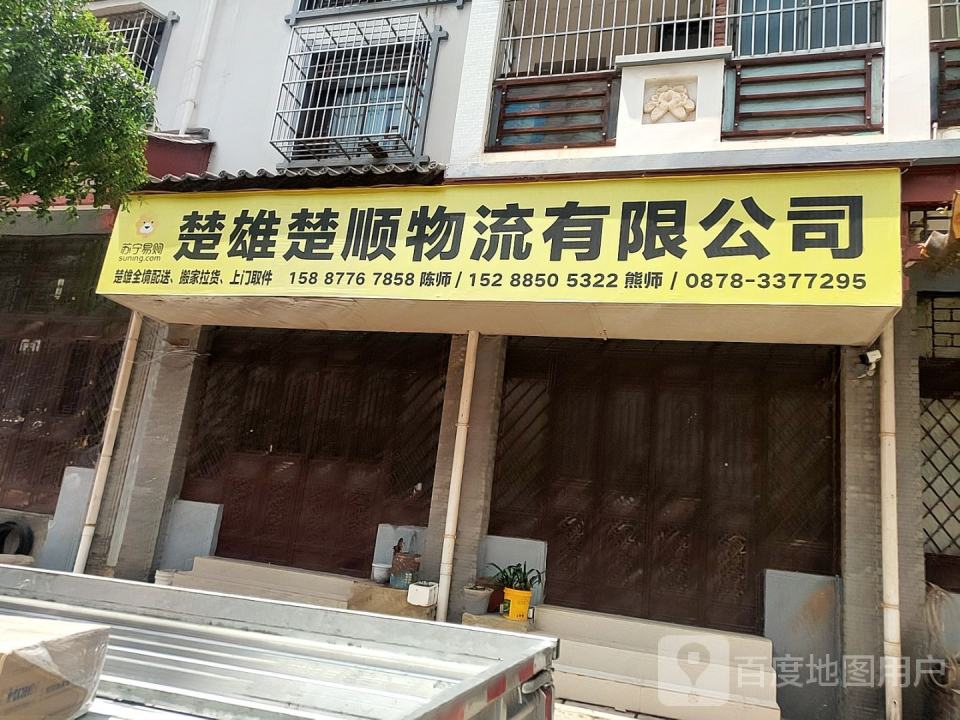 楚雄楚顺物流有限公司
苏宁易购
suning.com
楚雄全境配送、搬家拉货、上门取件 158 8776 7858 陈师 / 152 8850 5322 熊师 / 0878-3377295
百度地图用户